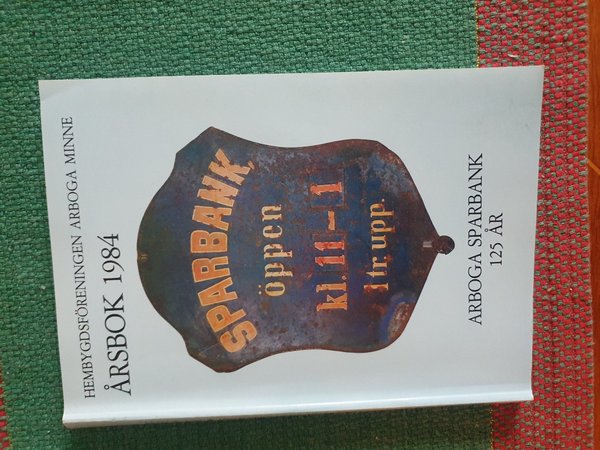 HEMBYGDSFÖRENINGEN ARBOGA MINNE
ÅRSBOK 1984
SPARBANK,
öppen
kl. 11–1
1 tr. upp.
ARBOGA SPARBANK
125 ÅR